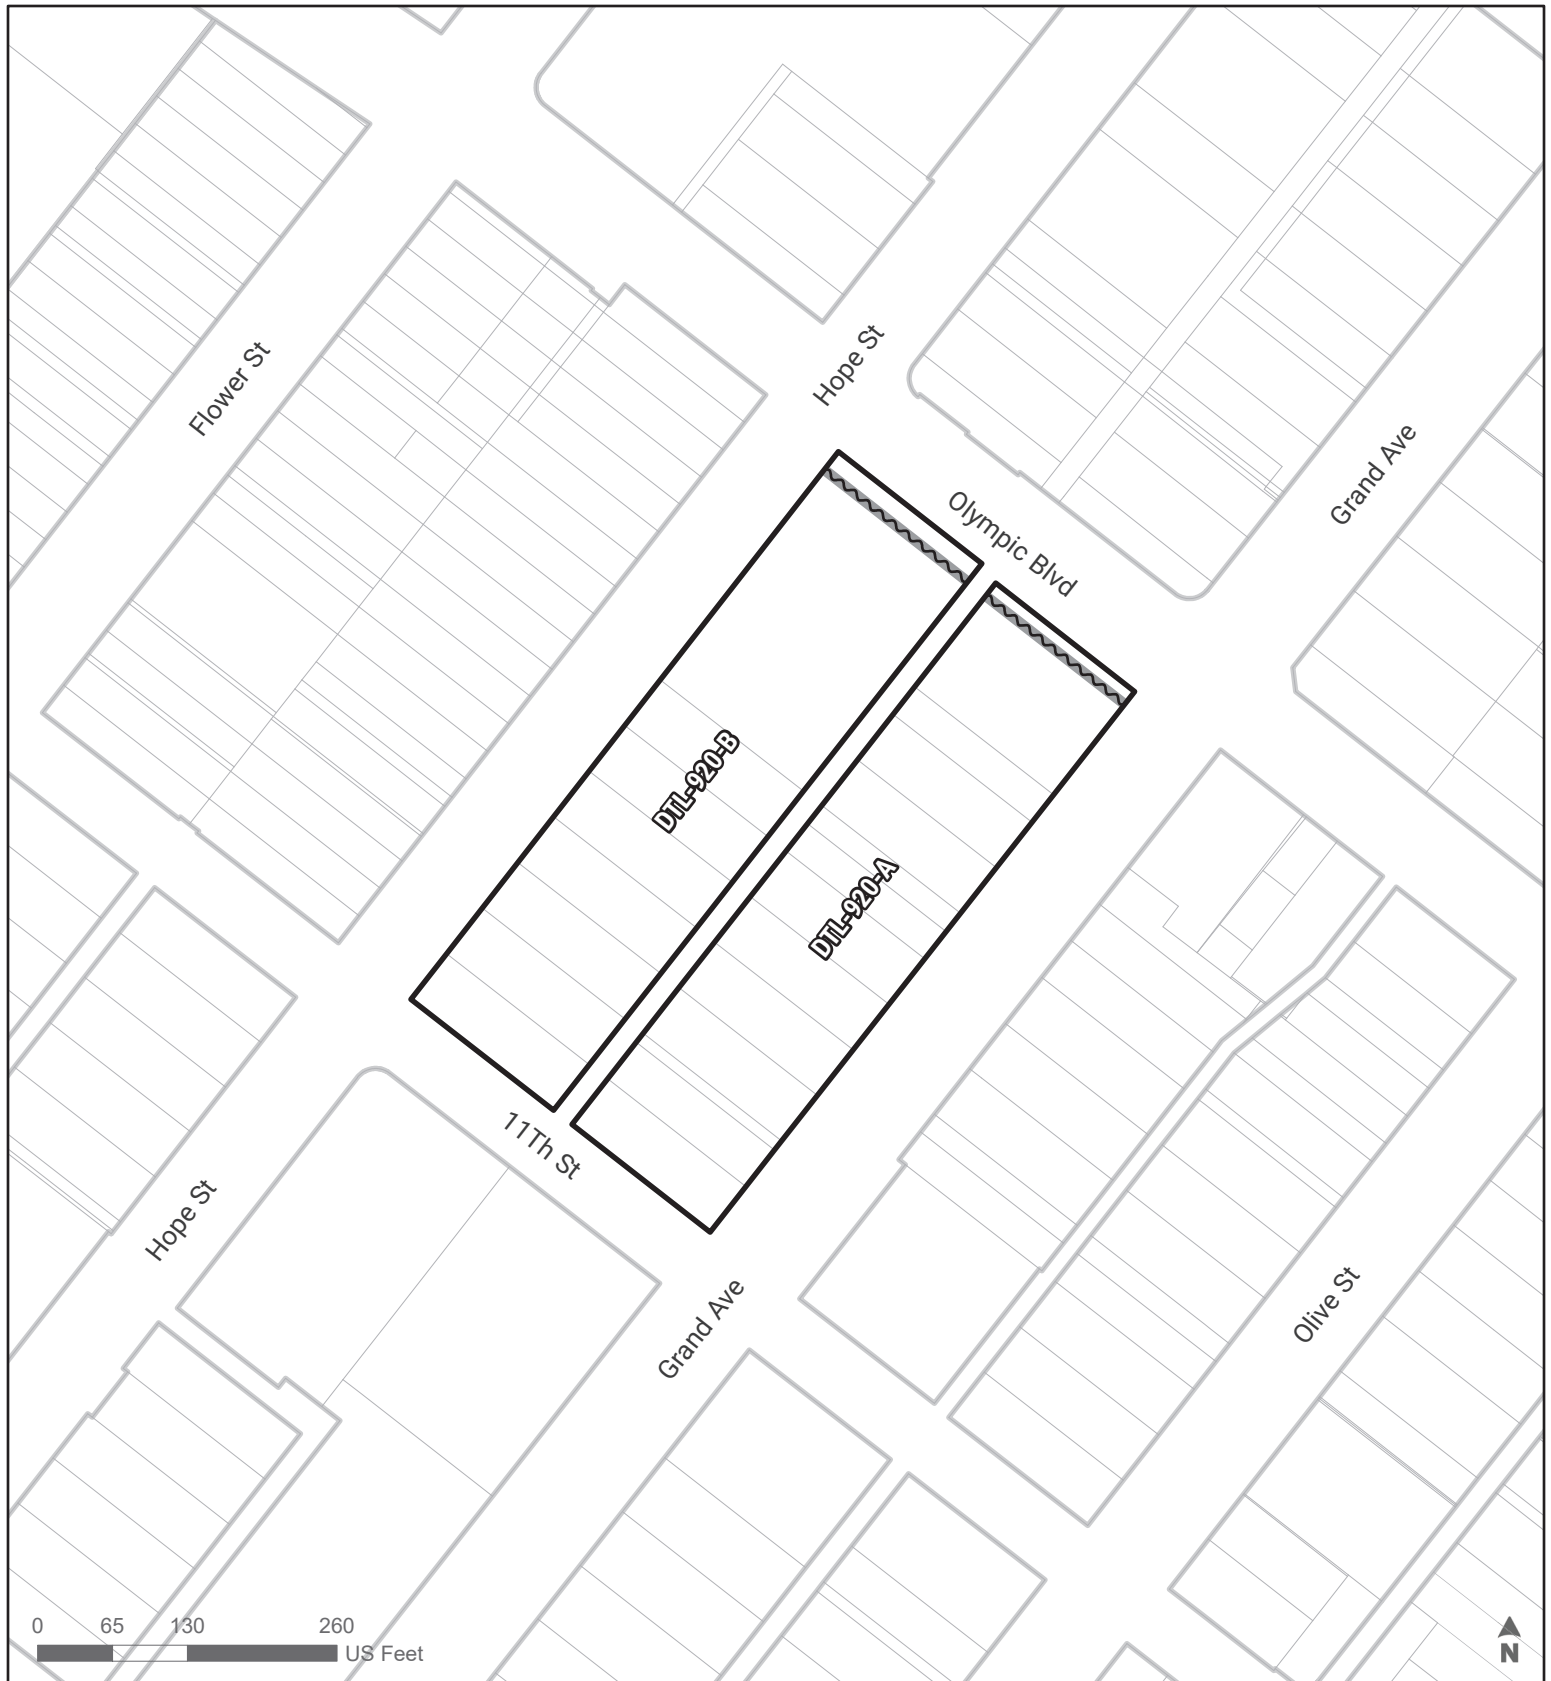 Flower St
Hope St
Grand Ave
Olympic Blvd
DTL-920-B
DTL-920-A
11Th St
Hope St
Grand Ave
Olive St
0 65 130 260
US Feet
N